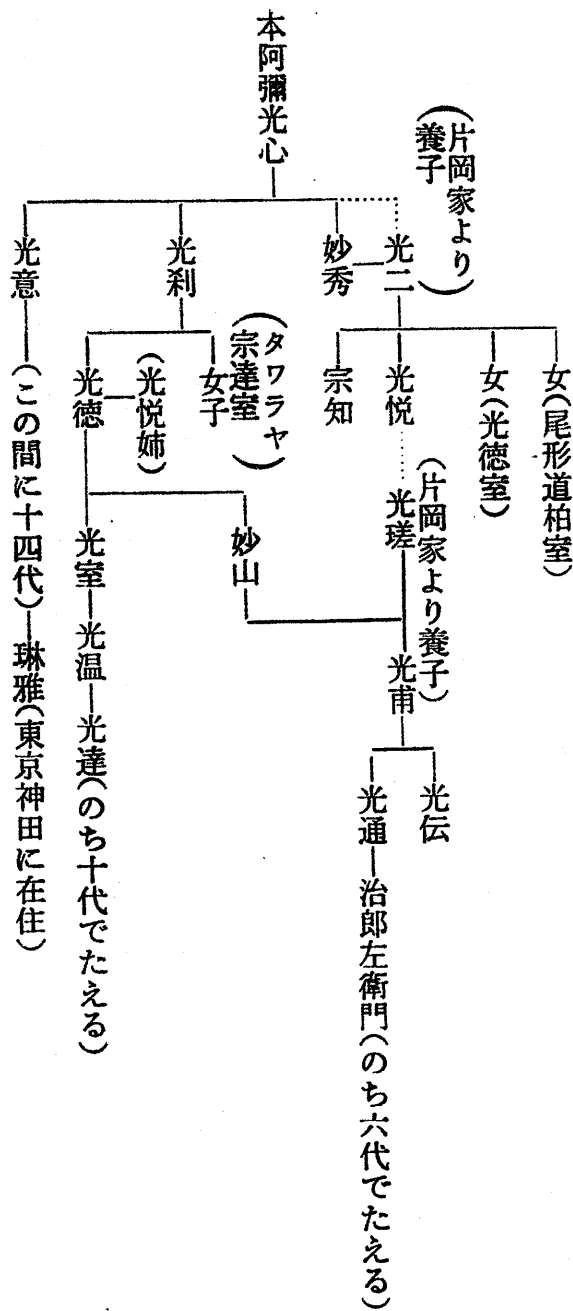 本阿彌光心
(片岡家より
養子)
光二
妙秀
光刹
光意
女(尾形道柏室)
女(光徳室)
光悦
宗知
(タワラヤ
宗達室)
女子
(光悦姉)
光徳
(この間に十四代)
琳雅(東京神田に在住)
(片岡家より養子)
光瑳
妙山
光室
光温
光達(のち十代でたえる)
光甫
光伝
光通
治郎左衛門(のち六代でたえる)